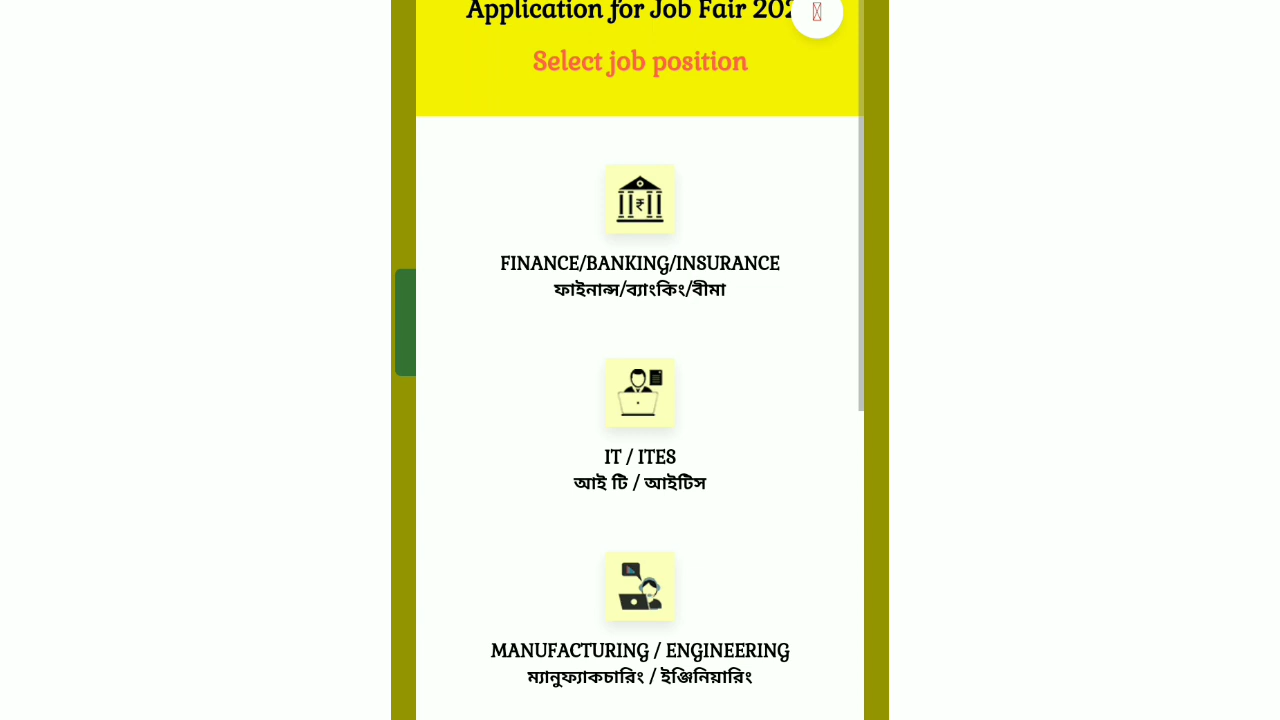 Application for Job Fair
Select job position
₹
FINANCE/BANKING/INSURANCE
ফাইনান্স/ব্যাংকিং/বীমা
IT / ITES
আই টি / আইটিস
MANUFACTURING / ENGINEERING
ম্যানুফ্যাকচারিং / ইঞ্জিনিয়ারিং